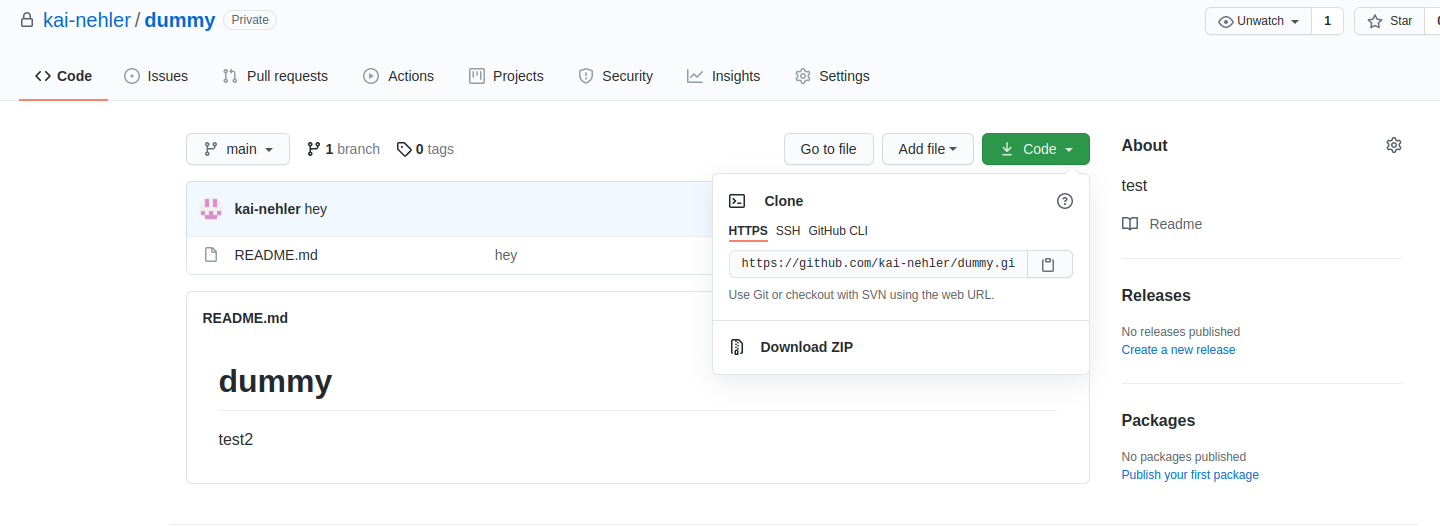 kai-nehler / dummy Private
Unwatch 1 Star
Code Issues Pull requests Actions Projects Security Insights Settings
main 1 branch 0 tags Go to file Add file Code
kai-nehler hey
README.md hey
README.md
dummy
test2
Clone
HTTPS SSH GitHub CLI
https://github.com/kai-nehler/dummy.gi
Use Git or checkout with SVN using the web URL.
Download ZIP
About
test
Readme
Releases
No releases published
Create a new release
Packages
No packages published
Publish your first package